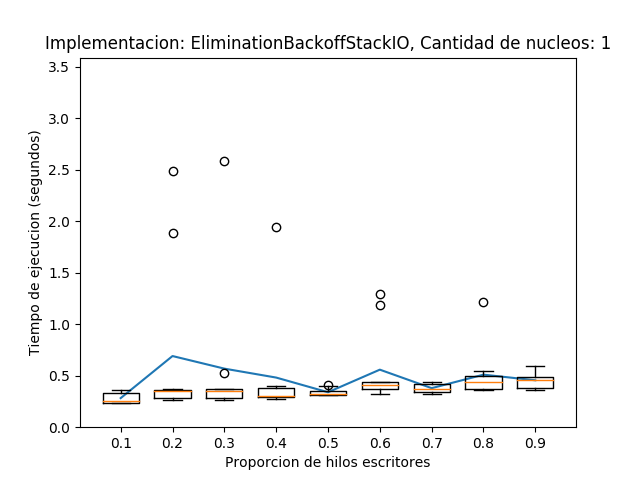 Implementacion: EliminationBackoffStackIO, Cantidad de nucleos: 1
3.5
3.0
2.5
2.0
1.5
1.0
0.5
0.0
Tiempo de ejecucion (segundos)
0.1 0.2 0.3 0.4 0.5 0.6 0.7 0.8 0.9
Proporcion de hilos escritores